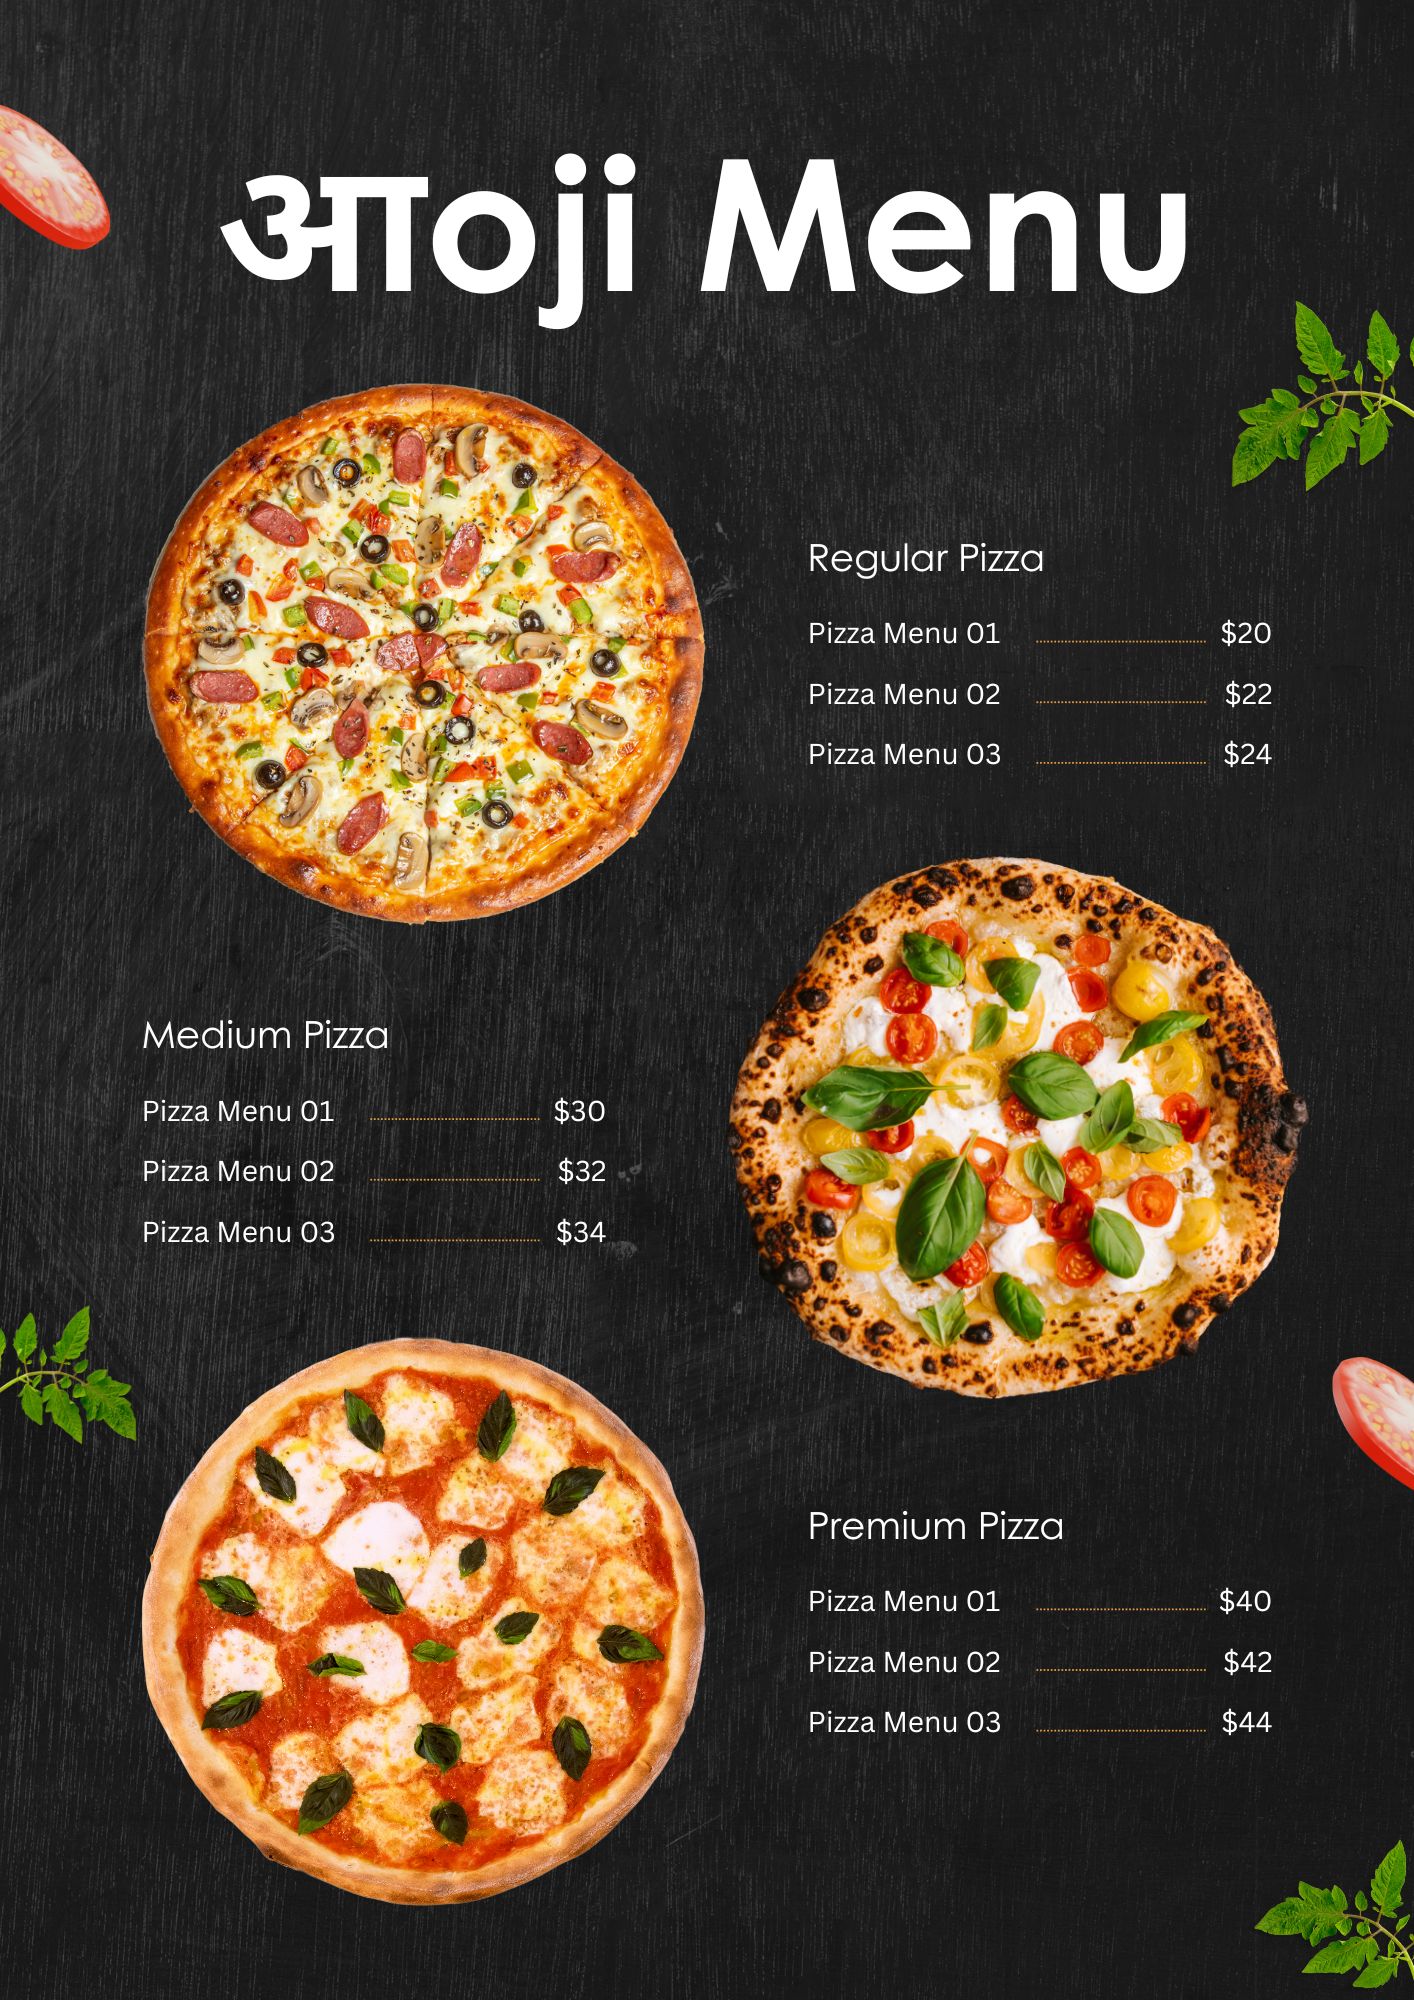 आoji Menu
Regular Pizza
Pizza Menu 01 $20
Pizza Menu 02 $22
Pizza Menu 03 $24
Medium Pizza
Pizza Menu 01 $30
Pizza Menu 02 $32
Pizza Menu 03 $34
Premium Pizza
Pizza Menu 01 $40
Pizza Menu 02 $42
Pizza Menu 03 $44